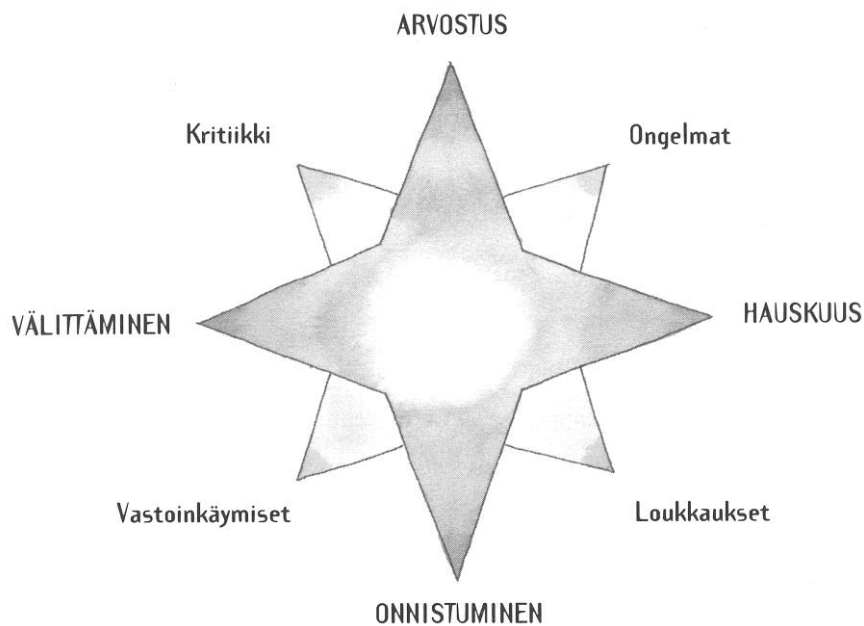 ARVOSTUS
Kritiikki
Ongelmat
VÄLITTÄMINEN
HAUSKUUS
Vastoinkäymiset
Loukkaukset
ONNISTUMINEN